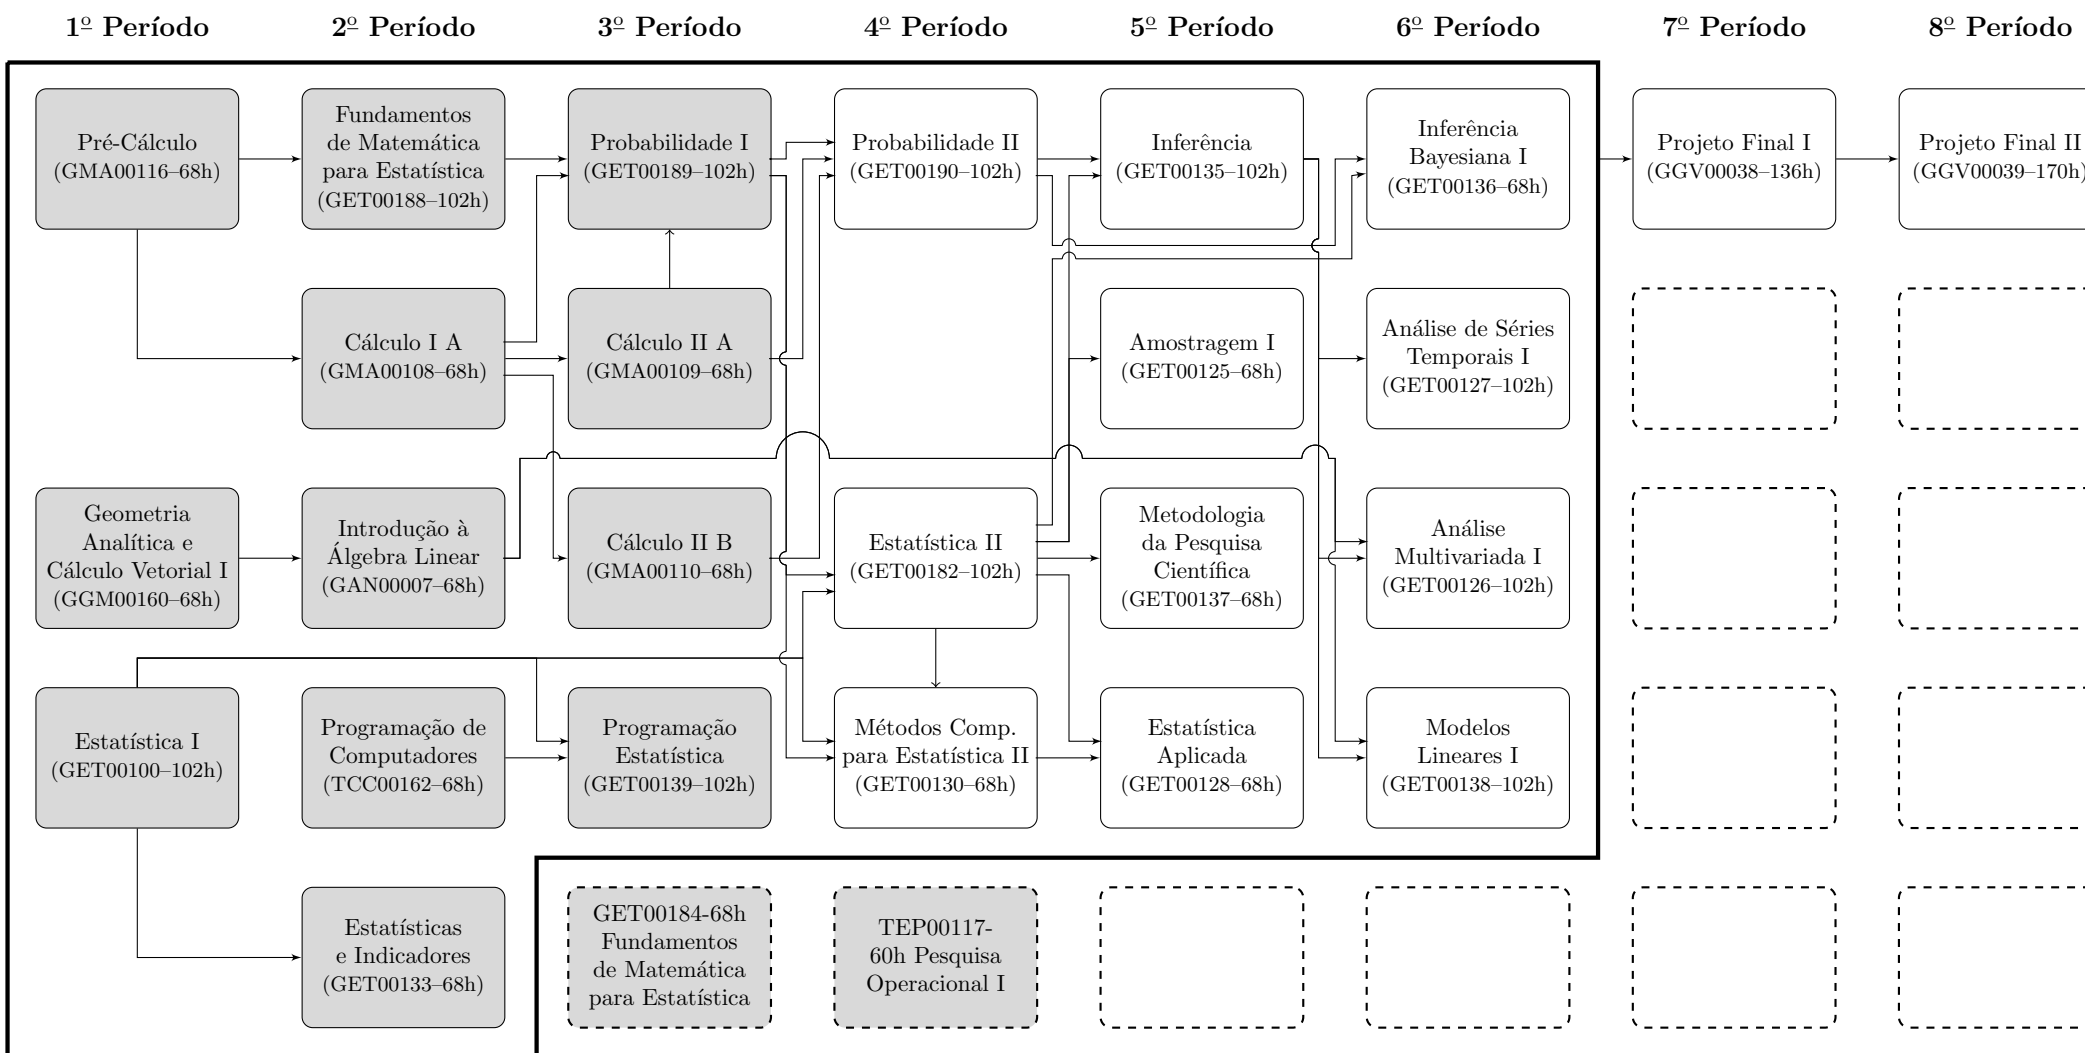 1º Período
2º Período
3º Período
4º Período
5º Período
6º Período
7º Período
8º Período
Pré-Cálculo
(GMA00116–68h)
Fundamentos
de Matemática
para Estatística
(GET00188–102h)
Probabilidade I
(GET00189–102h)
Probabilidade II
(GET00190–102h)
Inferência
(GET00135–102h)
Inferência
Bayesiana I
(GET00136–68h)
Projeto Final I
(GGV00038–136h)
Projeto Final II
(GGV00039–170h)
Cálculo I A
(GMA00108–68h)
Cálculo II A
(GMA00109–68h)
Amostragem I
(GET00125–68h)
Análise de Séries
Temporais I
(GET00127–102h)
Geometria
Analítica e
Cálculo Vetorial I
(GGM00160–68h)
Introdução à
Álgebra Linear
(GAN00007–68h)
Cálculo II B
(GMA00110–68h)
Estatística II
(GET00182–102h)
Metodologia
da Pesquisa
Científica
(GET00137–68h)
Análise
Multivariada I
(GET00126–102h)
Estatística I
(GET00100–102h)
Programação de
Computadores
(TCC00162–68h)
Programação
Estatística
(GET00139–102h)
Métodos Comp.
para Estatística II
(GET00130–68h)
Estatística
Aplicada
(GET00128–68h)
Modelos
Lineares I
(GET00138–102h)
Estatísticas
e Indicadores
(GET00133–68h)
GET00184-68h
Fundamentos
de Matemática
para Estatística
TEP00117-
60h Pesquisa
Operacional I